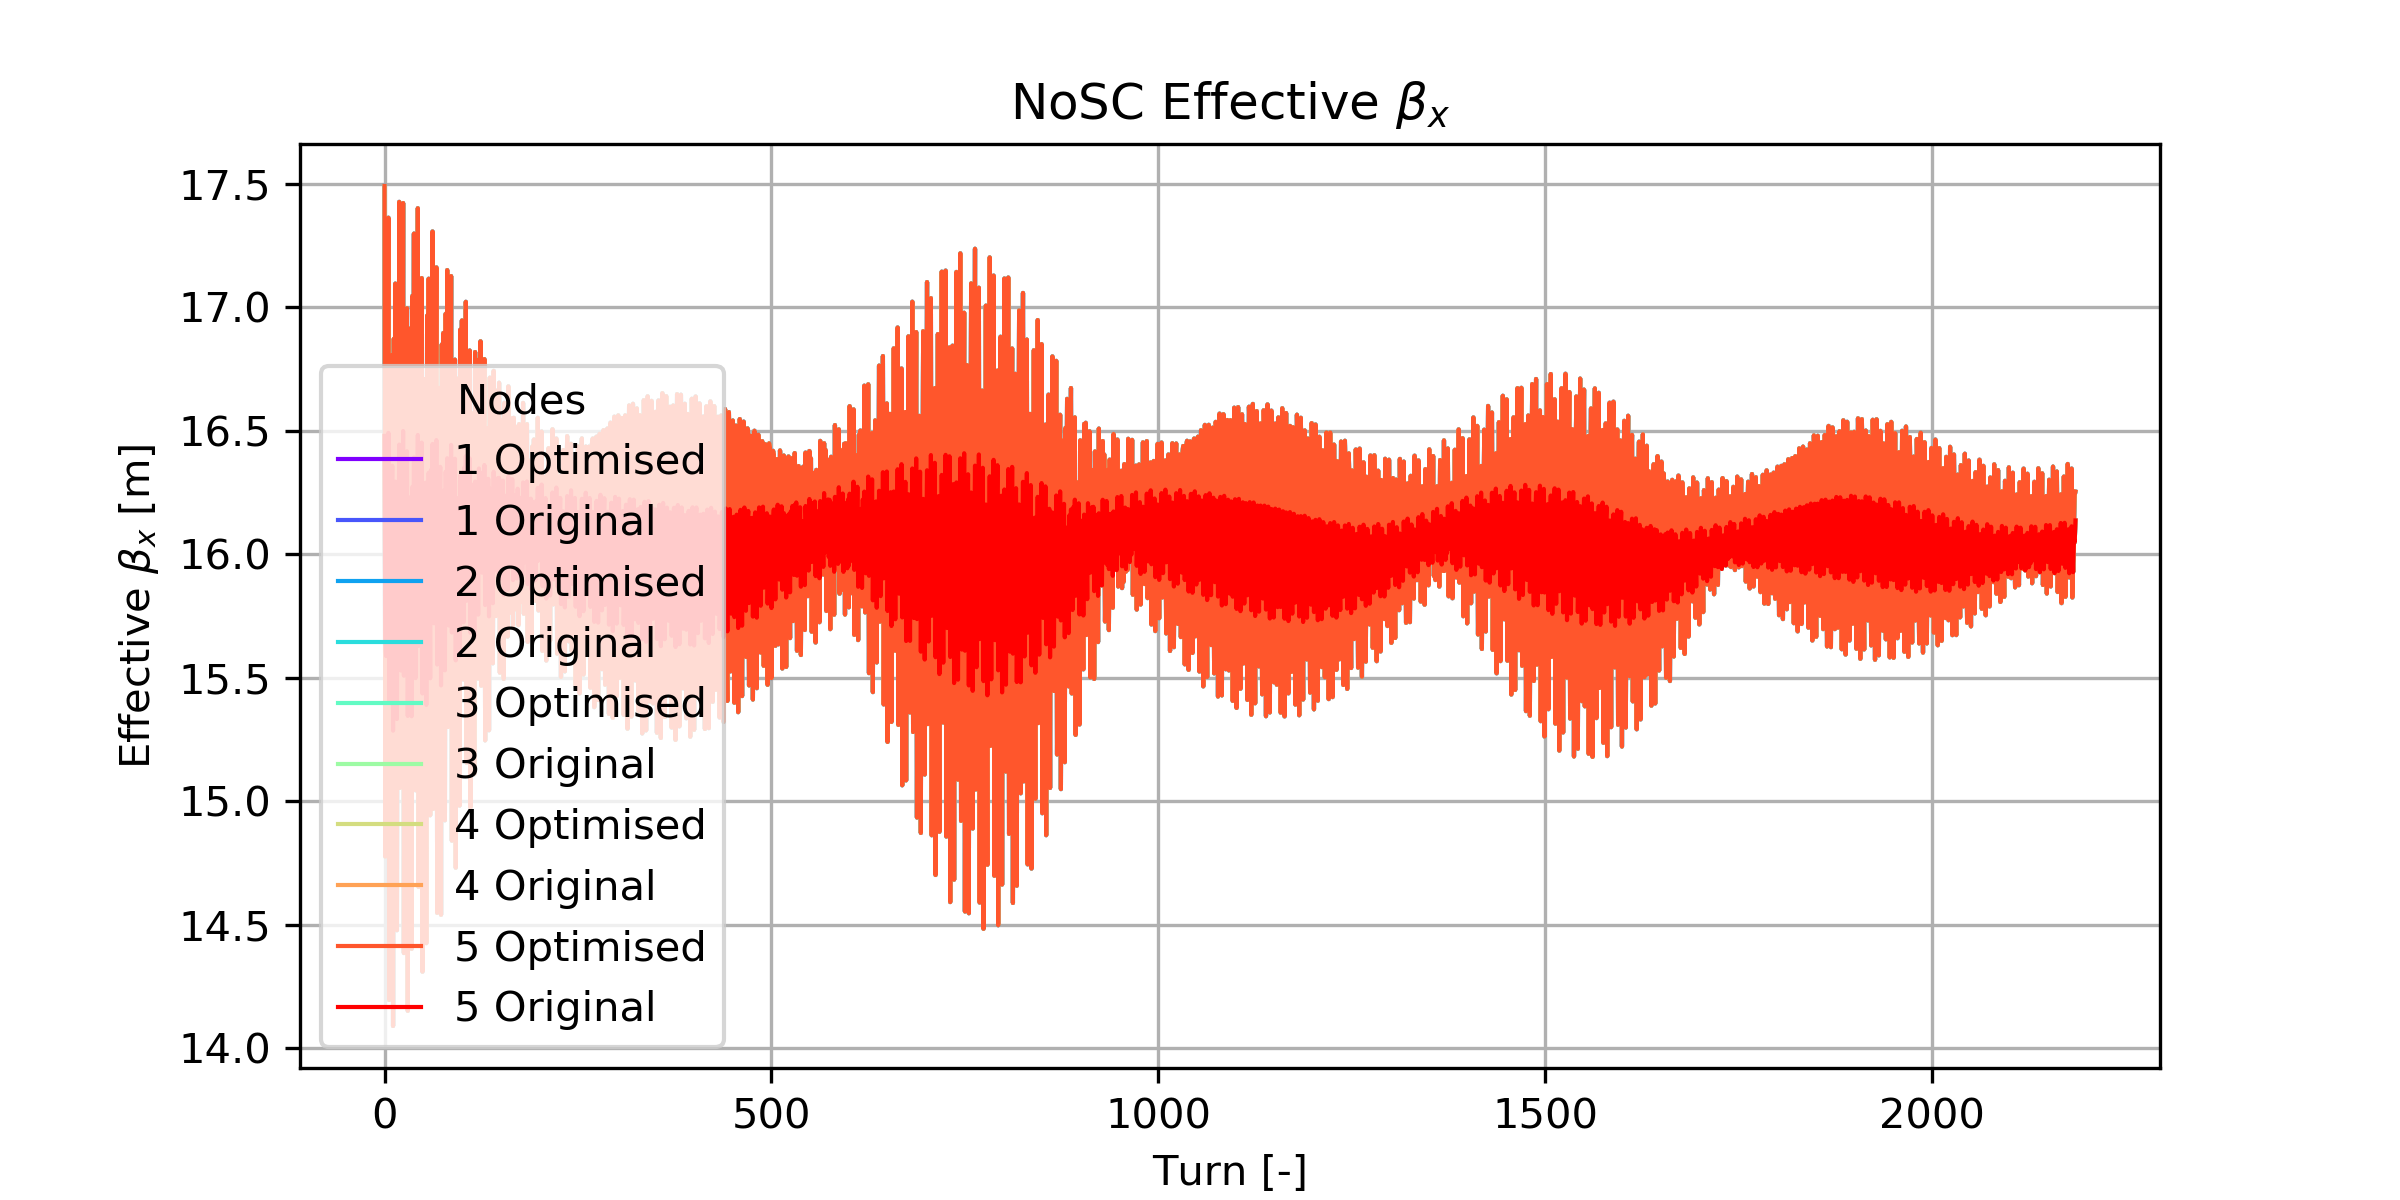 NoSC Effective βx
17.5
17.0
16.5
16.0
15.5
15.0
14.5
14.0
Effective βx [m]
Nodes
1 Optimised
1 Original
2 Optimised
2 Original
3 Optimised
3 Original
4 Optimised
4 Original
5 Optimised
5 Original
0 500 1000 1500 2000
Turn [-]